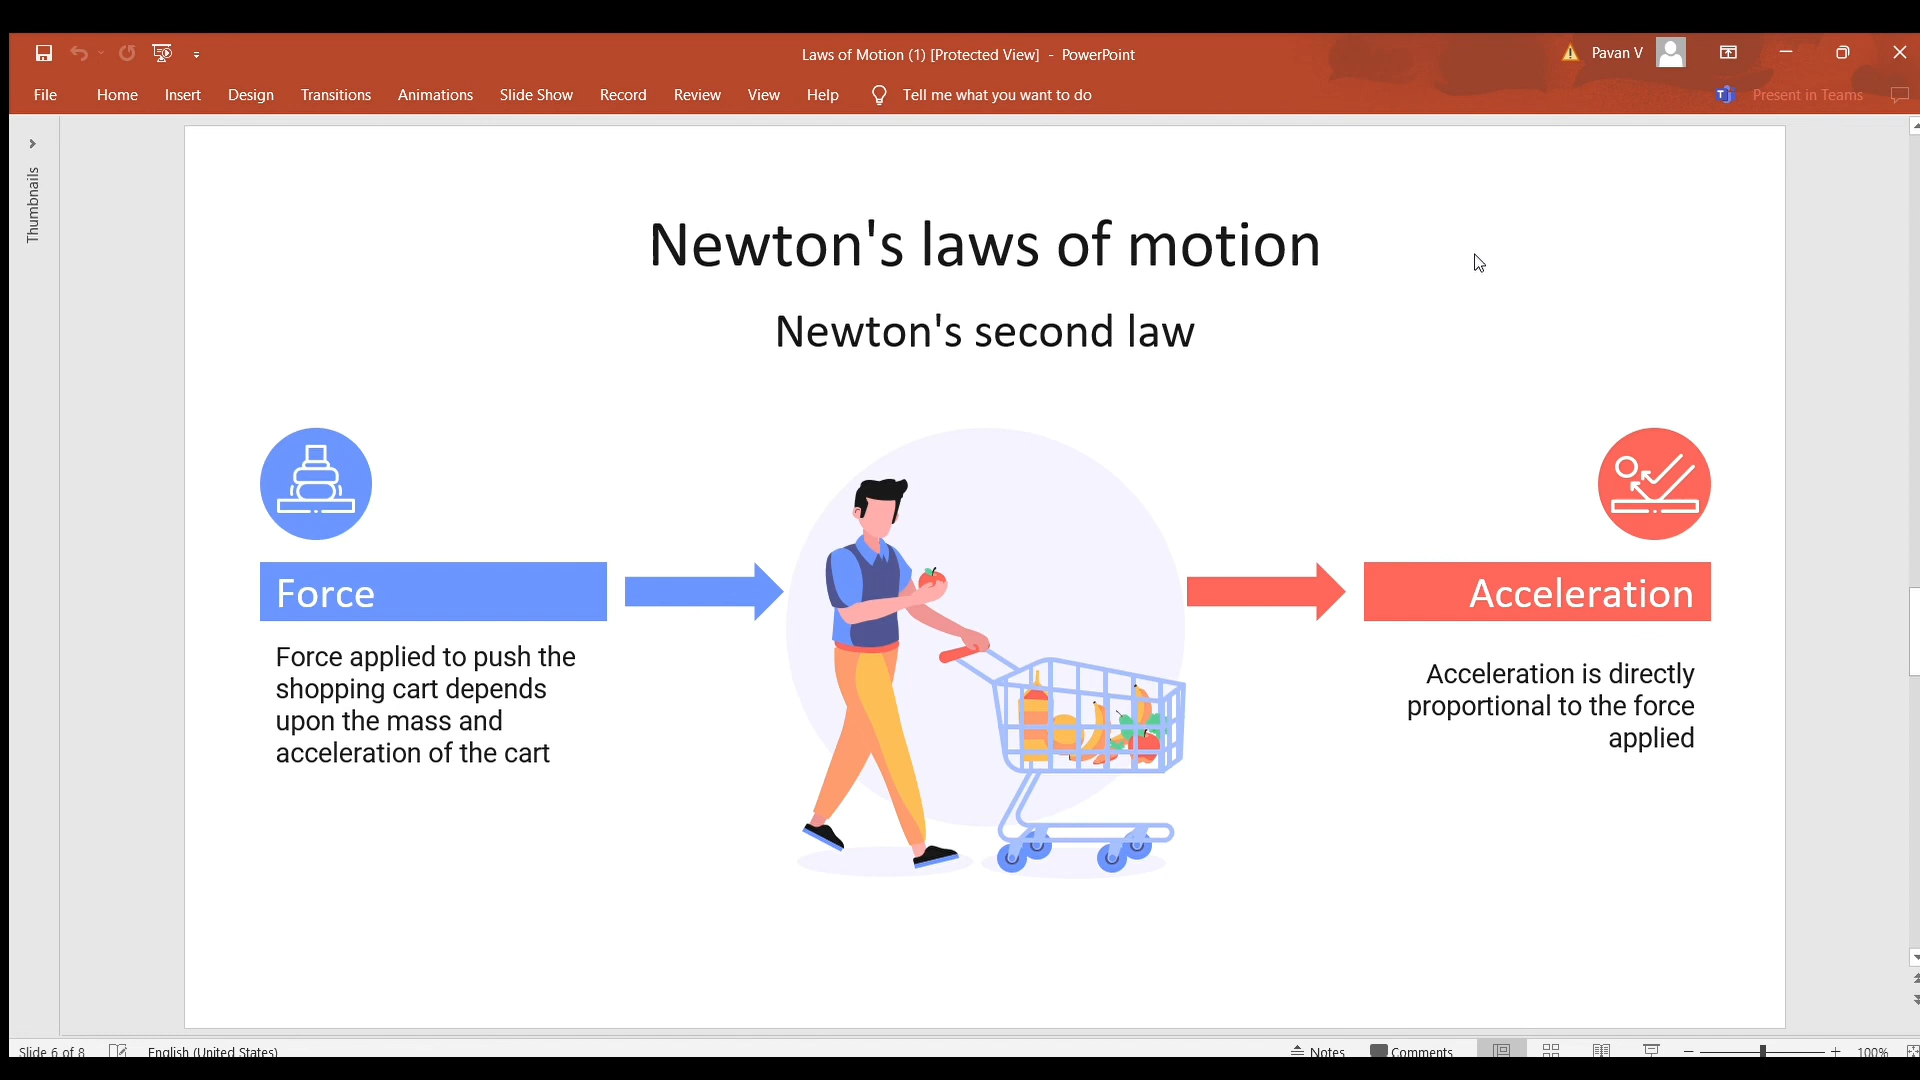 Laws of Motion (1) [Protected View] - PowerPoint
Pavan V
File Home Insert Design Transitions Animations Slide Show Record Review View Help Tell me what you want to do
Present in Teams
Thumbnails
Newton's laws of motion
Newton's second law
Force
Force applied to push the
shopping cart depends
upon the mass and
acceleration of the cart
Acceleration
Acceleration is directly
proportional to the force
applied
Slide 6 of 8 English (United States) Notes Comments 100%